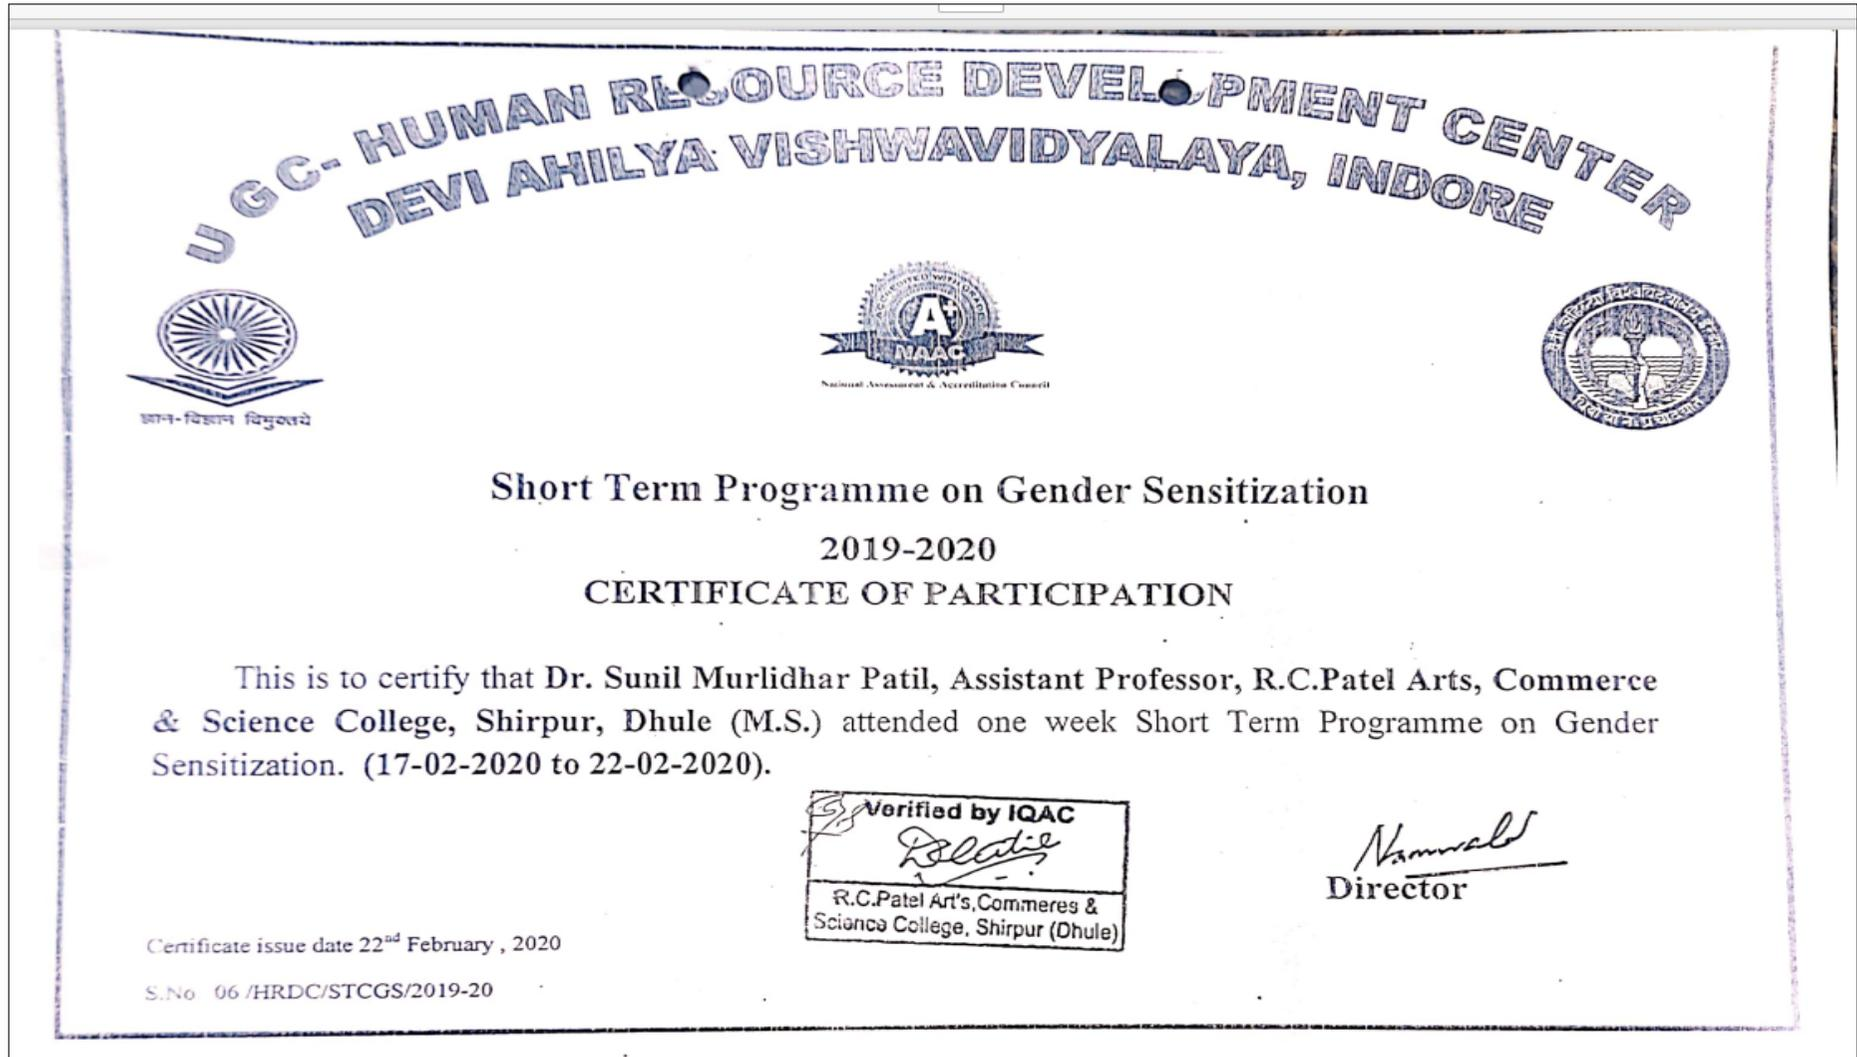 UGC- HUMAN RESOURCE DEVELOPMENT CENTER
DEVI AHILYA VISHWAVIDYALAYA, INDORE
ACCREDITED WITH GRADE
A+
NAAC
National Assessment & Accreditation Council
ज्ञान-विज्ञान विमुक्तये
Short Term Programme on Gender Sensitization
2019-2020
CERTIFICATE OF PARTICIPATION
This is to certify that Dr. Sunil Murlidhar Patil, Assistant Professor, R.C.Patel Arts, Commerce
& Science College, Shirpur, Dhule (M.S.) attended one week Short Term Programme on Gender
Sensitization. (17-02-2020 to 22-02-2020).
Verified by IQAC
R.C.Patel Art's,Commeres &
Science College, Shirpur (Dhule)
Director
Certificate issue date 22nd February , 2020
S.No 06 /HRDC/STCGS/2019-20